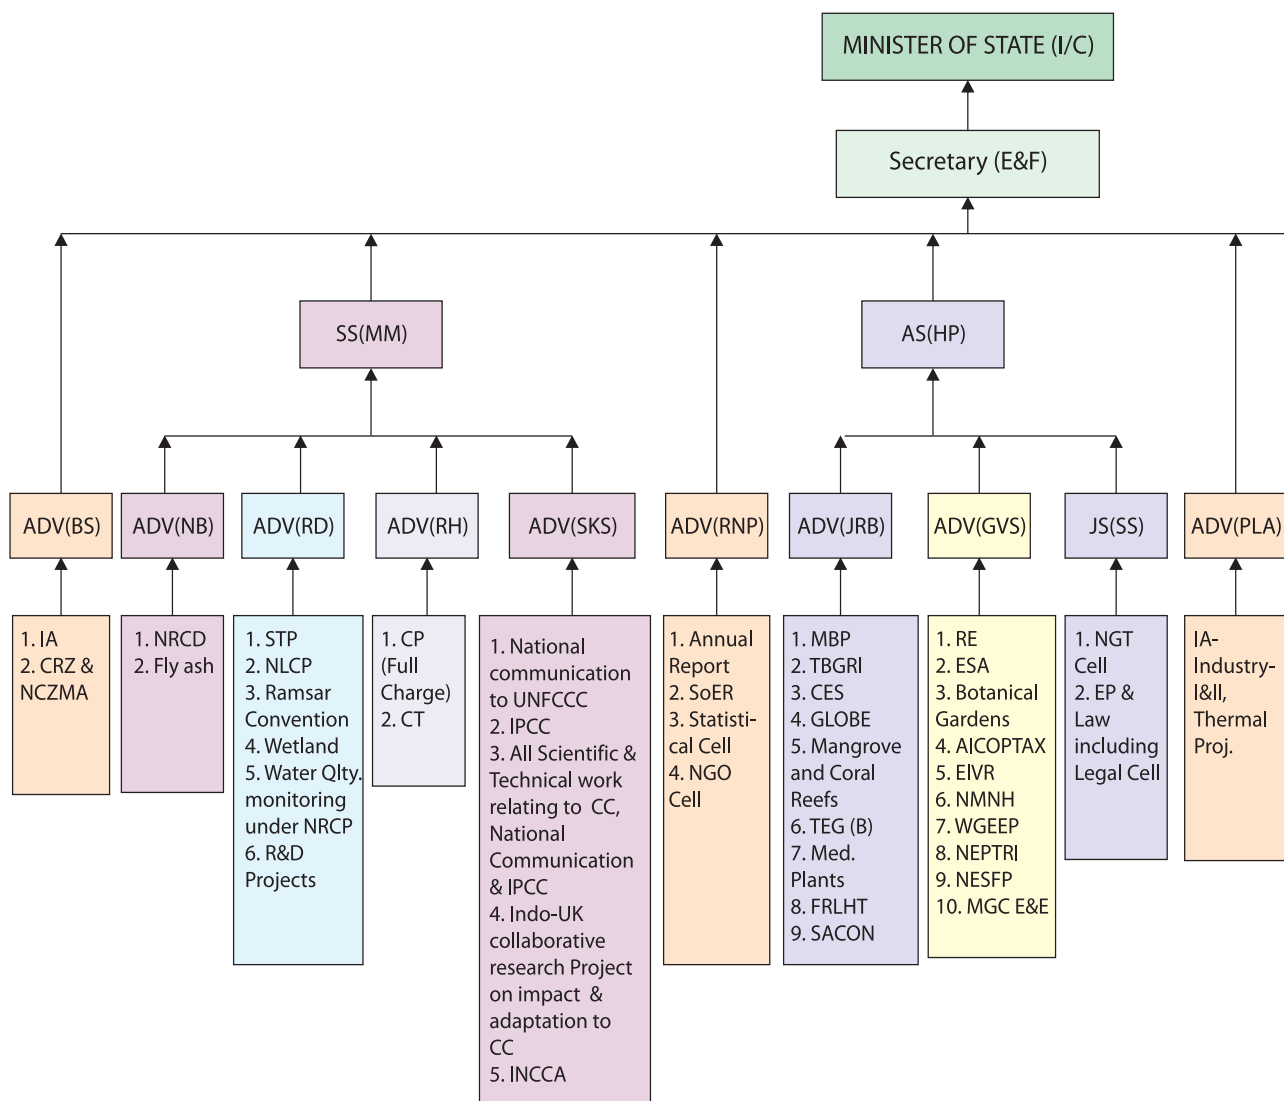 MINISTER OF STATE (I/C)
Secretary (E&F)
SS(MM)
AS(HP)
ADV(BS)
ADV(NB)
ADV(RD)
ADV(RH)
ADV(SKS)
ADV(RNP)
ADV(JRB)
ADV(GVS)
JS(SS)
ADV(PLA)
1. IA
2. CRZ &
NCZMA
1. NRCD
2. Fly ash
1. STP
2. NLCP
3. Ramsar
Convention
4. Wetland
5. Water Qlty.
monitoring
under NRCP
6. R&D
Projects
1. CP
(Full
Charge)
2. CT
1. National
communication
to UNFCCC
2. IPCC
3. All Scientific &
Technical work
relating to CC,
National
Communication
& IPCC
4. Indo-UK
collaborative
research Project
on impact &
adaptation to
CC
5. INCCA
1. Annual
Report
2. SoER
3. Statisti-
cal Cell
4. NGO
Cell
1. MBP
2. TBGRI
3. CES
4. GLOBE
5. Mangrove
and Coral
Reefs
6. TEG (B)
7. Med.
Plants
8. FRLHT
9. SACON
1. RE
2. ESA
3. Botanical
Gardens
4. AICOPTAX
5. EIVR
6. NMNH
7. WGEEP
8. NEPTRI
9. NESFP
10. MGC E&E
1. NGT
Cell
2. EP &
Law
including
Legal Cell
IA-
Industry-
I&II,
Thermal
Proj.